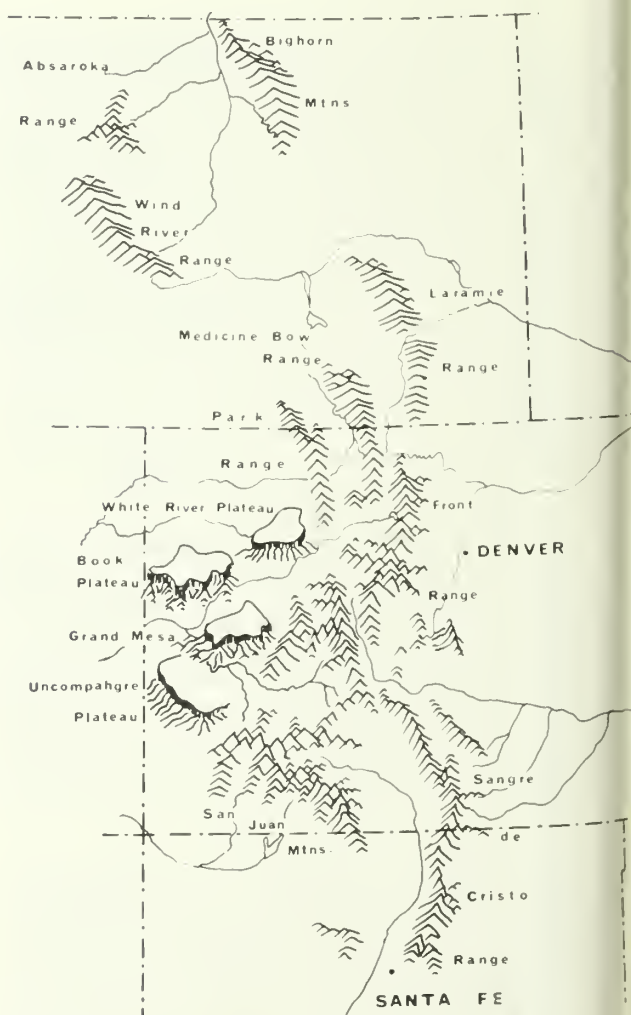 Bighorn
Absaroka
Mtns
Range
Wind
River
Range
Laramie
Medicine Bow
Range
Range
Park
Range
White River Plateau
Front
Book
Plateau
DENVER
Range
Grand Mesa
Uncompahgre
Plateau
Sangre
San
Juan
Mtns.
de
Cristo
Range
SANTA FE